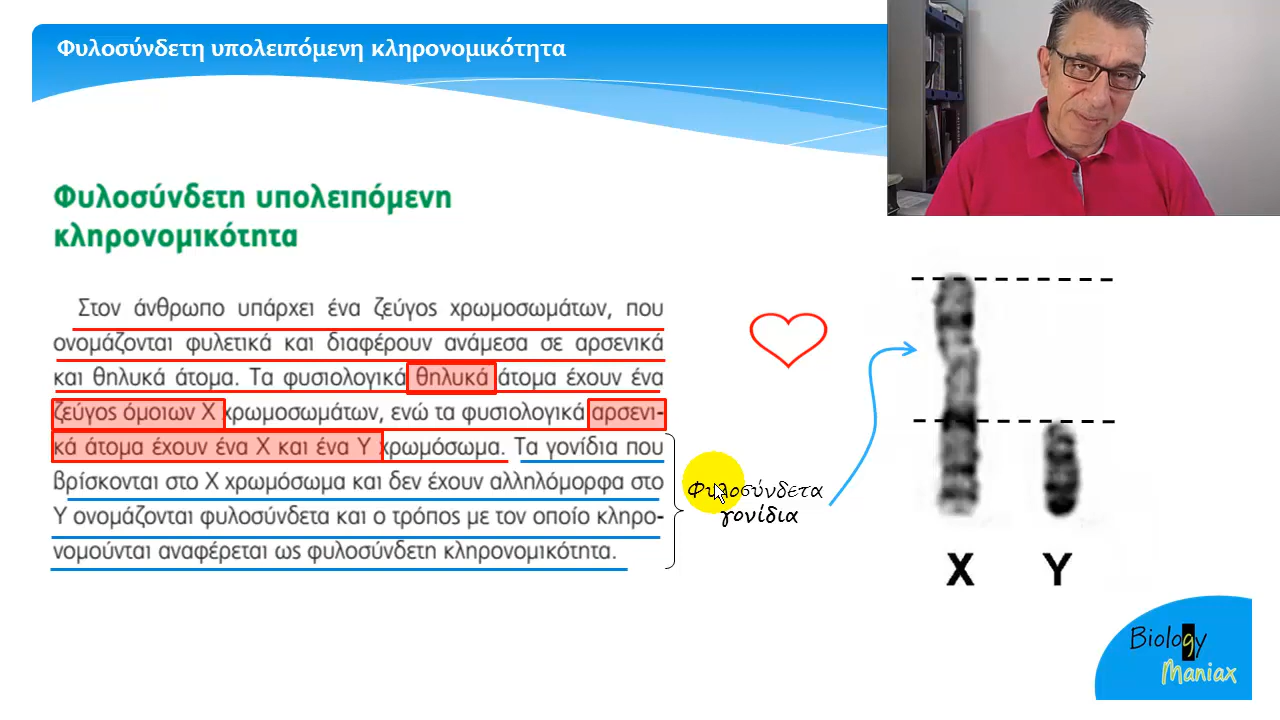 Φυλοσύνδετη υπολειπόμενη κληρονομικότητα
Φυλοσύνδετη υπολειπόμενη
κληρονομικότητα
Στον άνθρωπο υπάρχει ένα ζεύγος χρωμοσωμάτων, που
ονομάζονται φυλετικά και διαφέρουν ανάμεσα σε αρσενικά
και θηλυκά άτομα. Τα φυσιολογικά θηλυκά άτομα έχουν ένα
ζεύγος όμοιων Χ χρωμοσωμάτων, ενώ τα φυσιολογικά αρσενι-
κά άτομα έχουν ένα Χ και ένα Υ χρωμόσωμα. Τα γονίδια που
βρίσκονται στο Χ χρωμόσωμα και δεν έχουν αλληλόμορφα στο
Υ ονομάζονται φυλοσύνδετα και ο τρόπος με τον οποίο κληρο-
νομούνται αναφέρεται ως φυλοσύνδετη κληρονομικότητα.
Φυλοσύνδετα
γονίδια
X Y
Biology
Maniax